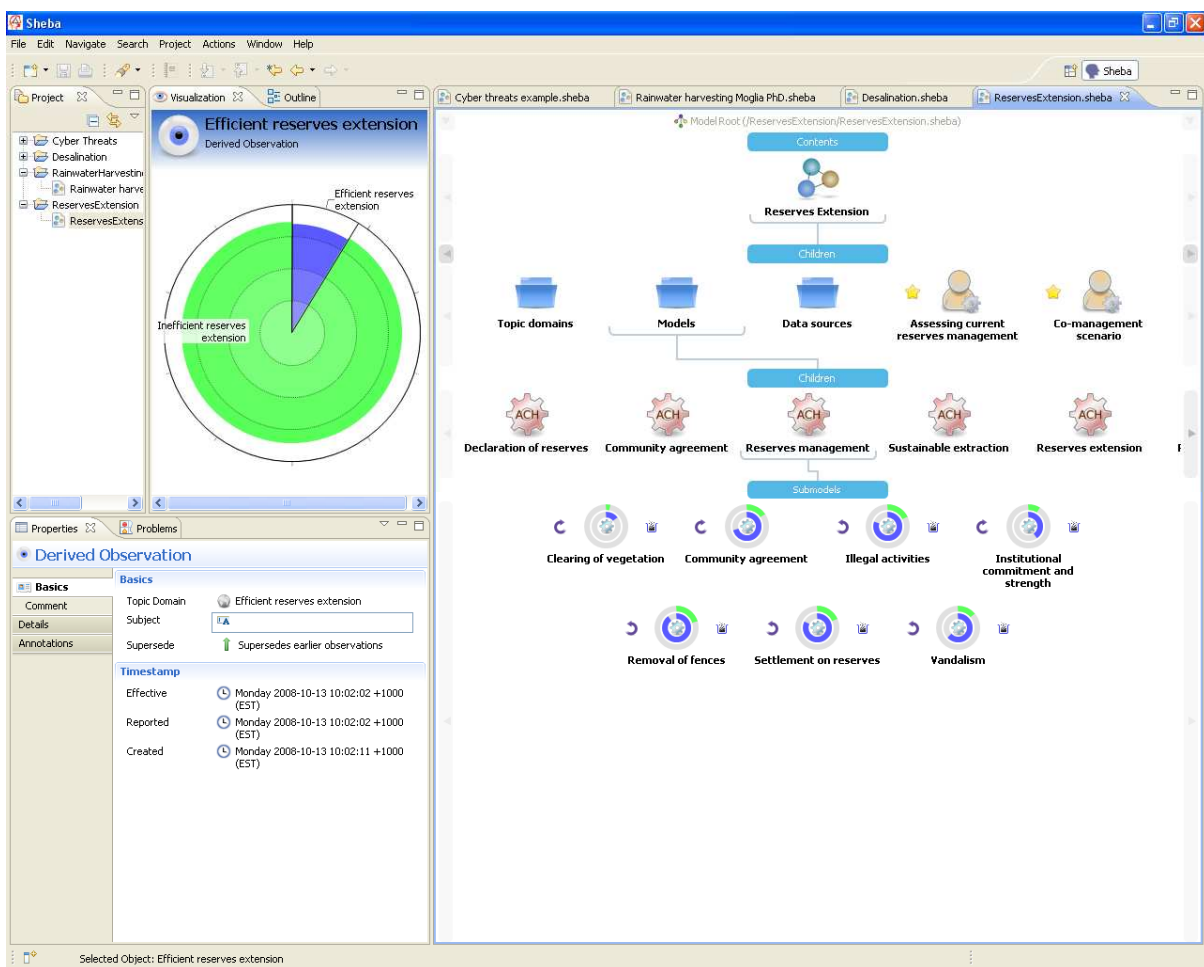 Sheba
File Edit Navigate Search Project Actions Window Help
Sheba
Project
Visualization
Outline
Cyber threats example.sheba
Rainwater harvesting Moglia PhD.sheba
Desalination.sheba
ReservesExtension.sheba
Cyber Threats
Desalination
RainwaterHarvestin
Rainwater harve
ReservesExtension
ReservesExtens
Efficient reserves extension
Derived Observation
Efficient reserves
extension
Inefficient reserves
extension
Model Root (/ReservesExtension/ReservesExtension.sheba)
Contents
Reserves Extension
Children
Topic domains
Models
Data sources
Assessing current
reserves management
Co-management
scenario
Children
ACH
ACH
ACH
ACH
ACH
Declaration of reserves
Community agreement
Reserves management
Sustainable extraction
Reserves extension
Submodels
Clearing of vegetation
Community agreement
Illegal activities
Institutional
commitment and
strength
Removal of fences
Settlement on reserves
Vandalism
Properties
Problems
Derived Observation
Basics
Comment
Details
Annotations
Basics
Topic Domain Efficient reserves extension
Subject
Supersede Supersedes earlier observations
Timestamp
Effective Monday 2008-10-13 10:02:02 +1000
(EST)
Reported Monday 2008-10-13 10:02:02 +1000
(EST)
Created Monday 2008-10-13 10:02:11 +1000
(EST)
Selected Object: Efficient reserves extension